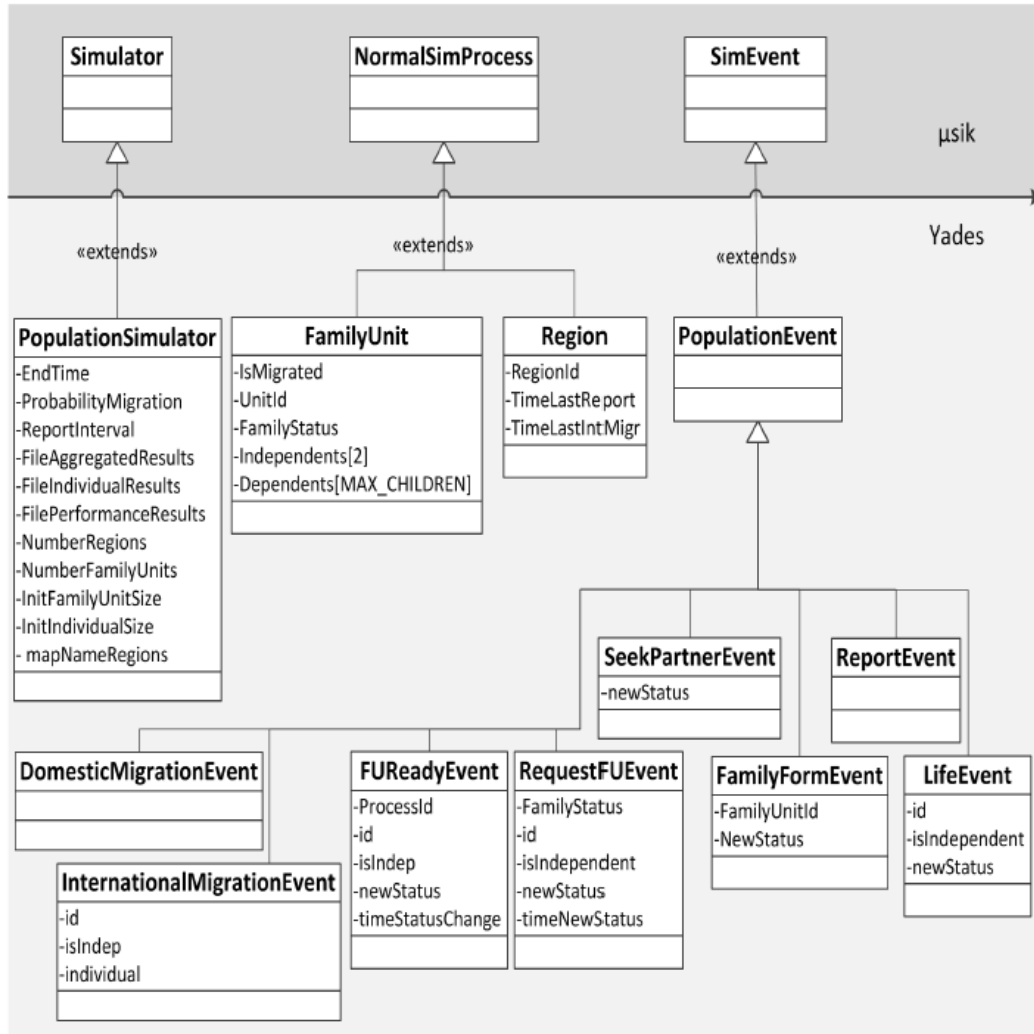 Simulator
NormalSimProcess
SimEvent
μsik
Yades
«extends»
«extends»
«extends»
PopulationSimulator
-EndTime
-ProbabilityMigration
-ReportInterval
-FileAggregatedResults
-FileIndividualResults
-FilePerformanceResults
-NumberRegions
-NumberFamilyUnits
-InitFamilyUnitSize
-InitIndividualSize
- mapNameRegions
FamilyUnit
-IsMigrated
-UnitId
-FamilyStatus
-Independents[2]
-Dependents[MAX_CHILDREN]
Region
-RegionId
-TimeLastReport
-TimeLastIntMigr
PopulationEvent
SeekPartnerEvent
-newStatus
ReportEvent
DomesticMigrationEvent
InternationalMigrationEvent
-id
-isIndep
-individual
FUReadyEvent
-ProcessId
-id
-isIndep
-newStatus
-timeStatusChange
RequestFUEvent
-FamilyStatus
-id
-isIndependent
-newStatus
-timeNewStatus
FamilyFormEvent
-FamilyUnitId
-NewStatus
LifeEvent
-id
-isIndependent
-newStatus